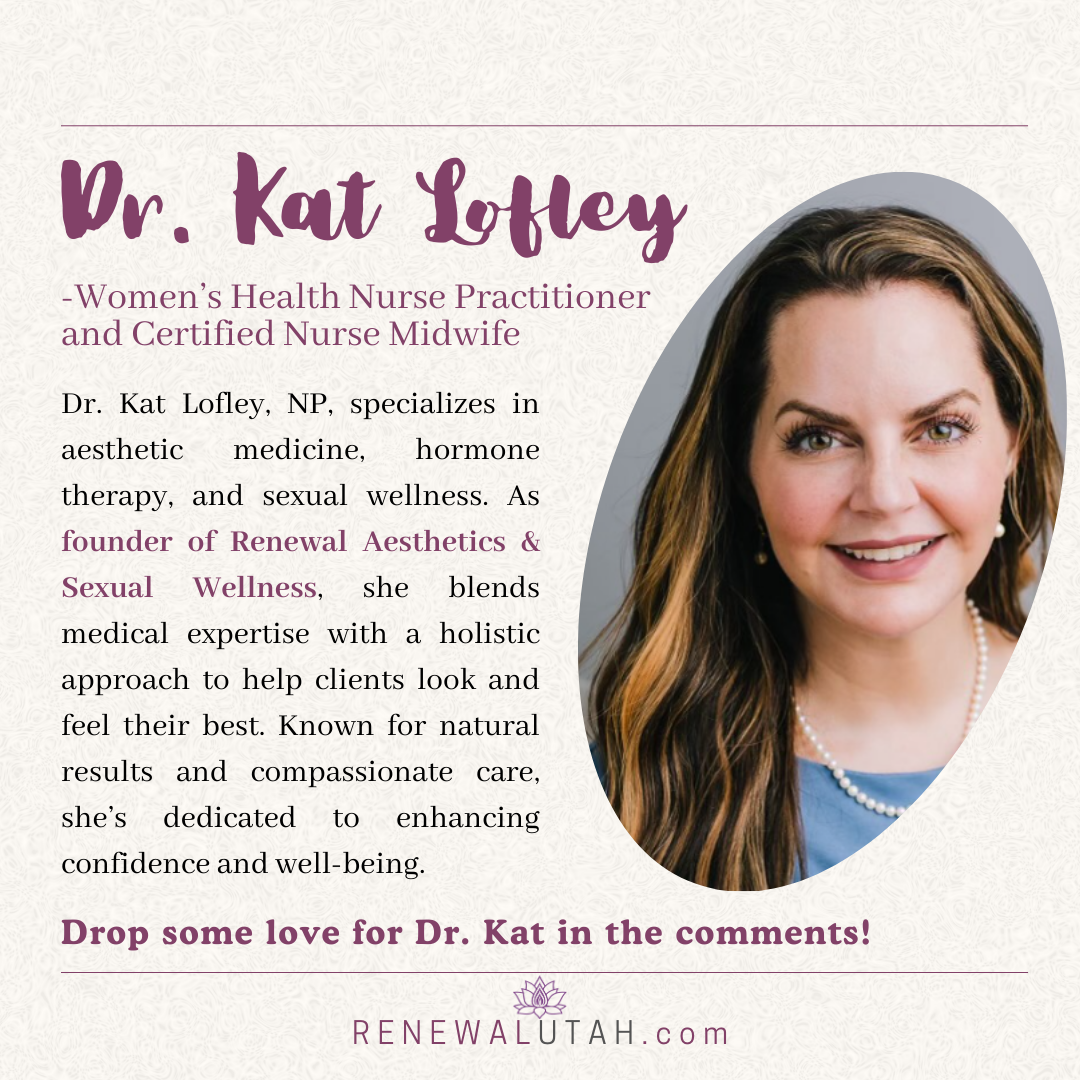 Dr. Kat Lofley
-Women's Health Nurse Practitioner
and Certified Nurse Midwife
Dr. Kat Lofley, NP, specializes in
aesthetic medicine, hormone
therapy, and sexual wellness. As
founder of Renewal Aesthetics &
Sexual Wellness, she blends
medical expertise with a holistic
approach to help clients look and
feel their best. Known for natural
results and compassionate care,
she's dedicated to enhancing
confidence and well-being.
Drop some love for Dr. Kat in the comments!
RENEWALUTAH.com